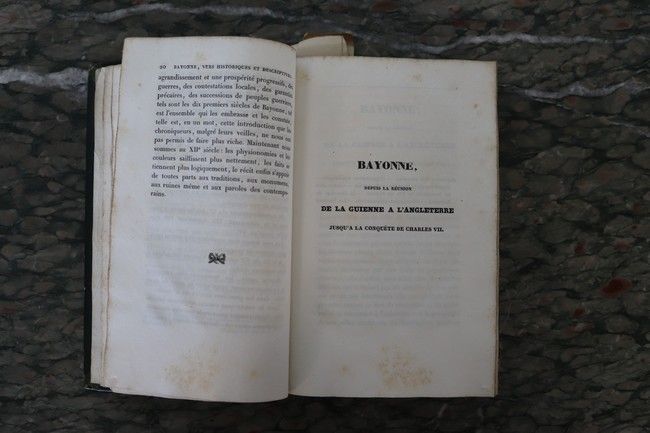 20 BAYONNE, VUES HISTORIQUES ET DESCRIPTIVES.
agrandissement et une prospérité progressifs, des
guerres, des contestations locales, des garanties
précaires, des successions de peuples guerriers,
tels sont les dix premiers siècles de Bayonne, tel
est l'ensemble qui les embrasse et les constitue,
telle est, en un mot, cette introduction que les
chroniqueurs, malgré leurs veilles, ne nous ont
pas permis de faire plus riche. Maintenant nous
sommes au XIIe siècle: les physionomies et les
couleurs saillissent plus nettement, les faits se
tiennent plus logiquement, le récit enfin s'appuie
de toutes parts aux traditions, aux monumens,
aux ruines même et aux paroles des contempo-
rains.
BAYONNE,
DEPUIS LA RÉUNION
DE LA GUIENNE A L'ANGLETERRE
JUSQU'A LA CONQUÊTE DE CHARLES VII.